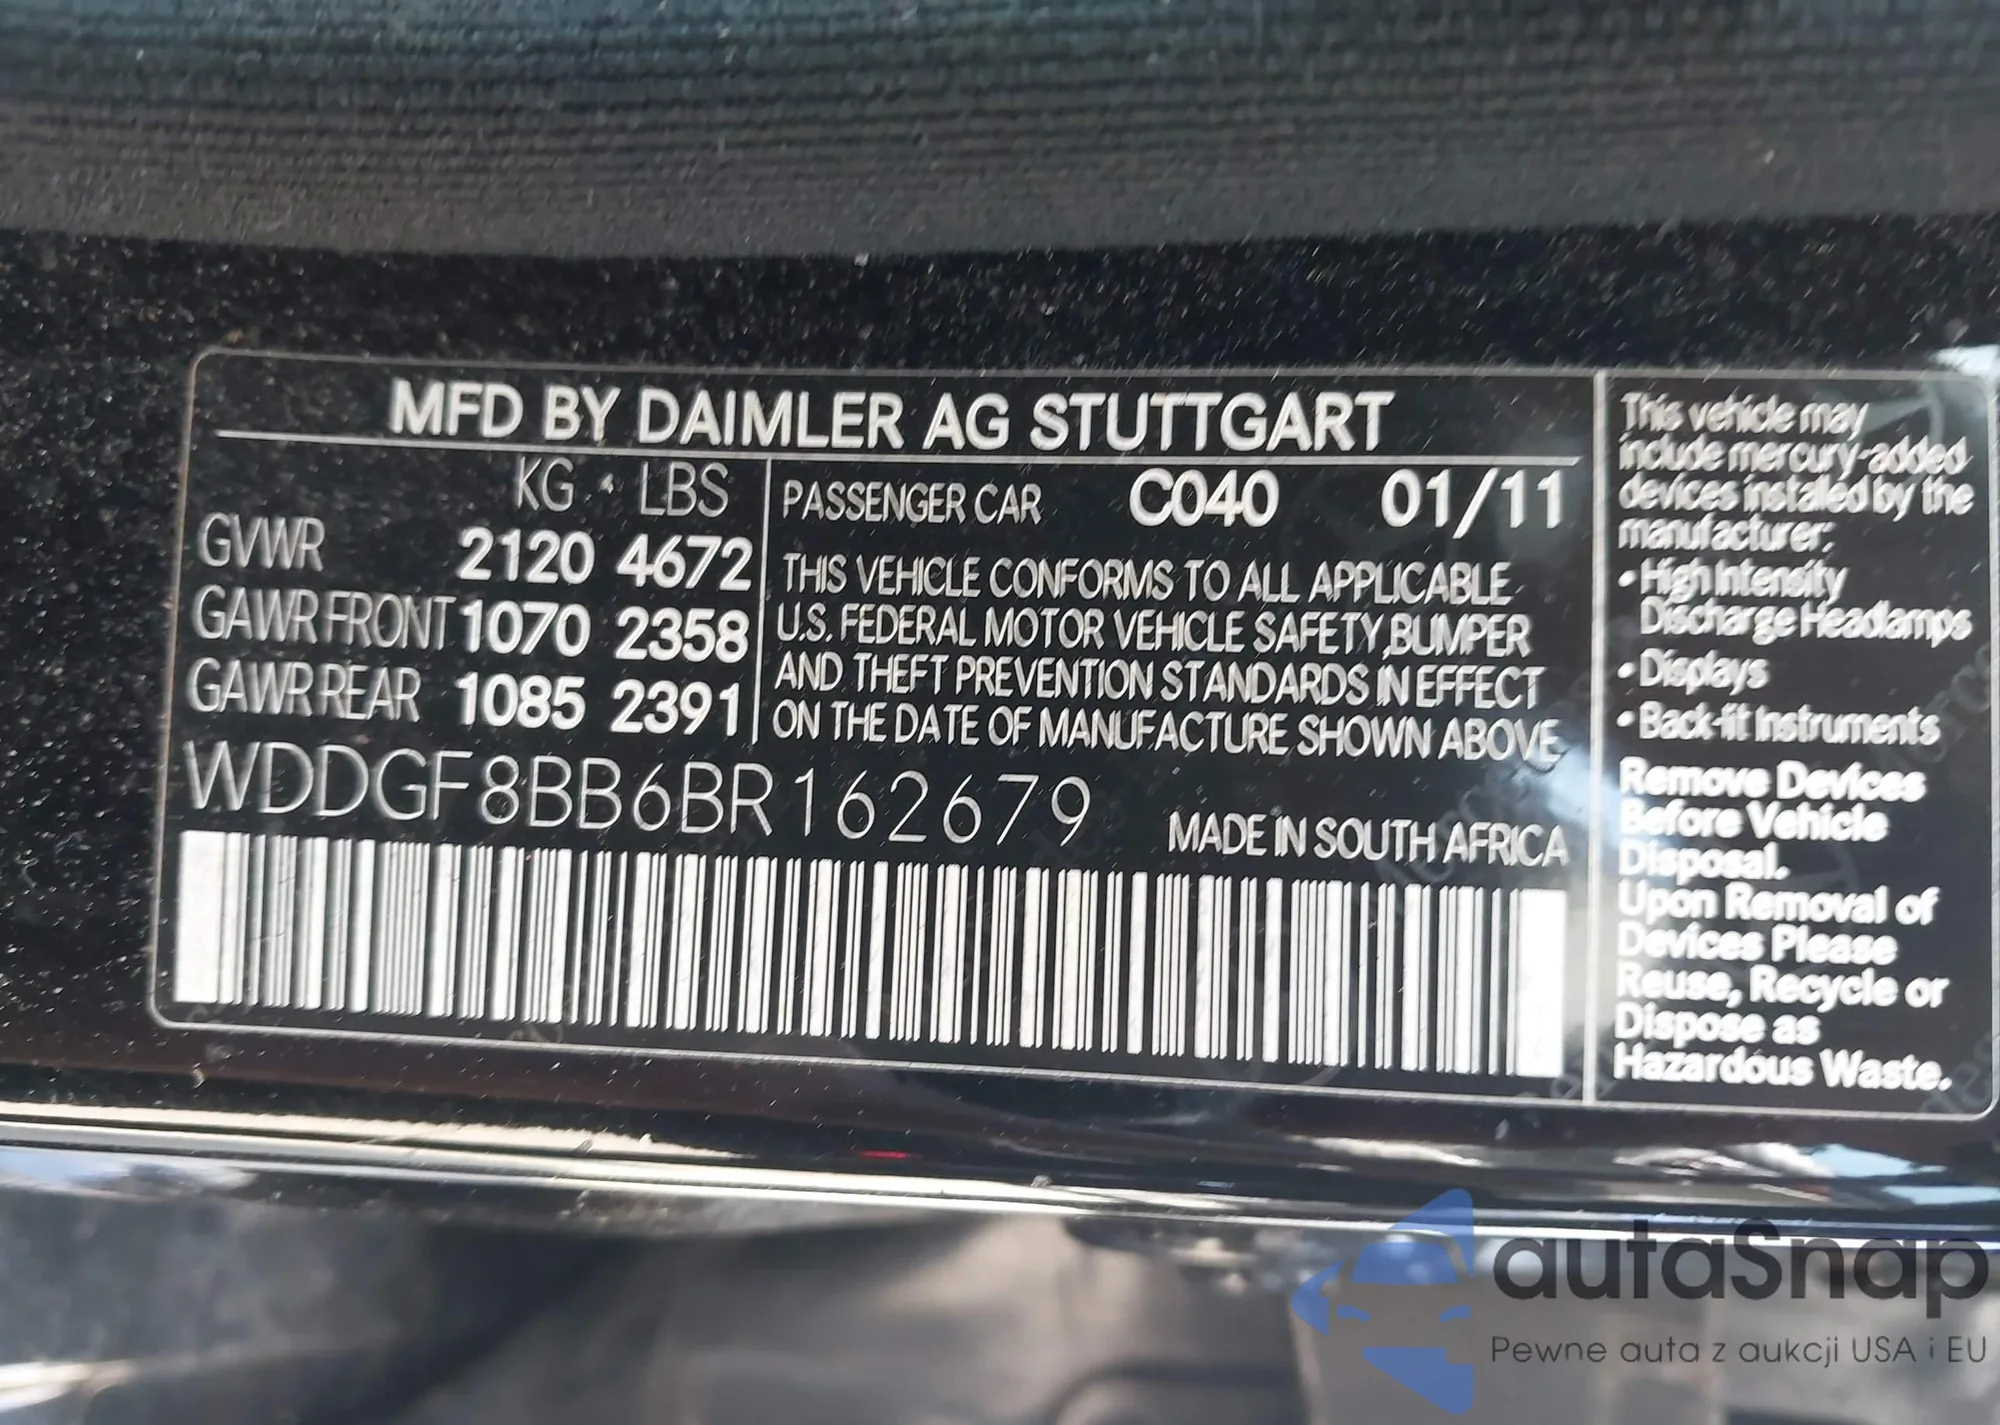 MFD BY DAIMLER AG STUTTGART
KG • LBS
GVWR 2120 4672
GAWR FRONT 1070 2358
GAWR REAR 1085 2391
PASSENGER CAR C040 01/11
THIS VEHICLE CONFORMS TO ALL APPLICABLE
U.S. FEDERAL MOTOR VEHICLE SAFETY,BUMPER
AND THEFT PREVENTION STANDARDS IN EFFECT
ON THE DATE OF MANUFACTURE SHOWN ABOVE
WDDGF8BB6BR162679
MADE IN SOUTH AFRICA
This vehicle may
include mercury-added
devices installed by the
manufacturer:
• High Intensity
Discharge Headlamps
• Displays
• Back-fit Instruments
Remove Devices
Before Vehicle
Disposal.
Upon Removal of
Devices Please
Reuse, Recycle or
Dispose as
Hazardous Waste.
autaSnap
Pewne auta z aukcji USA i EU